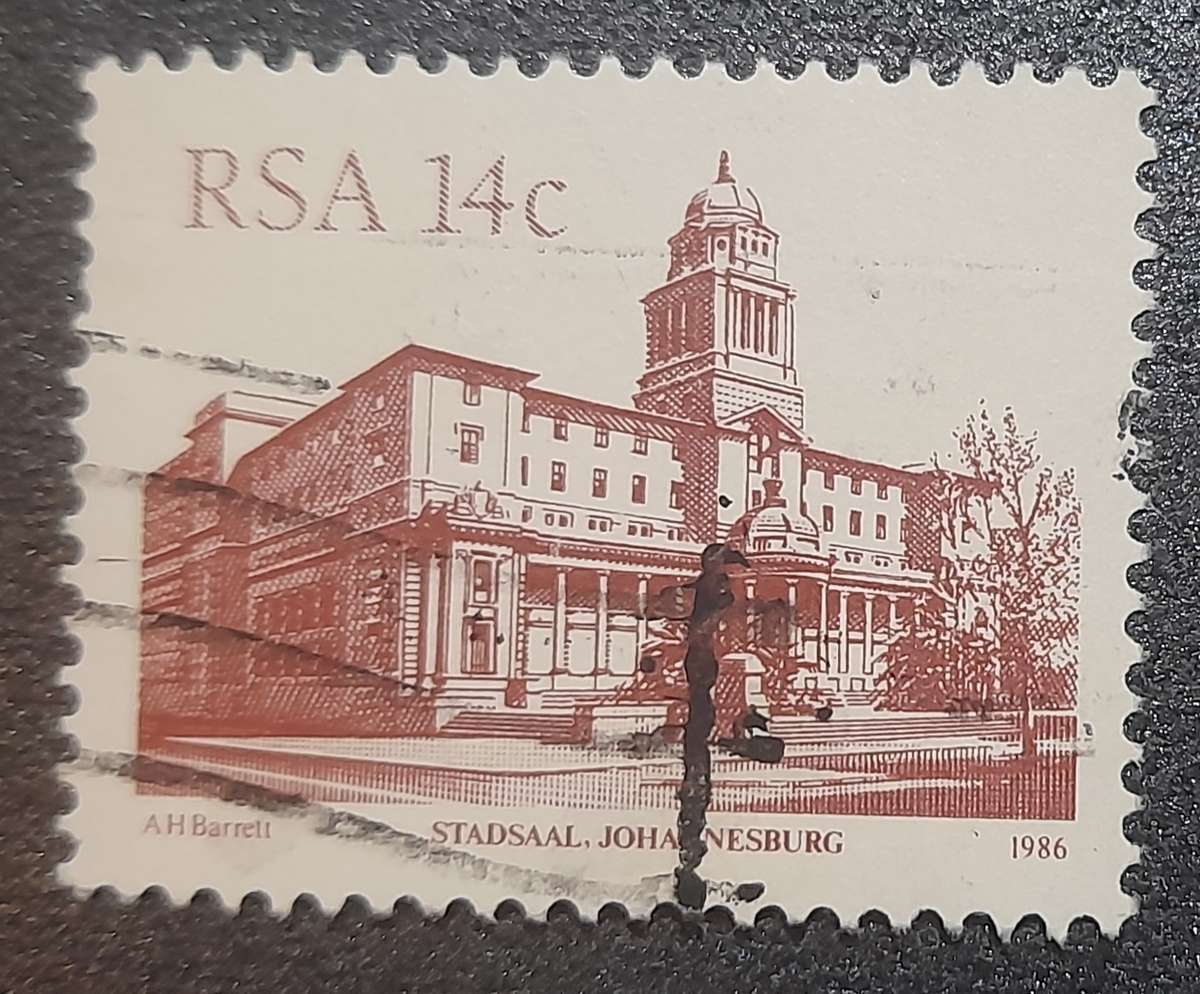 RSA 14c
A H Barrett
STADSAAL, JOHANNESBURG
1986